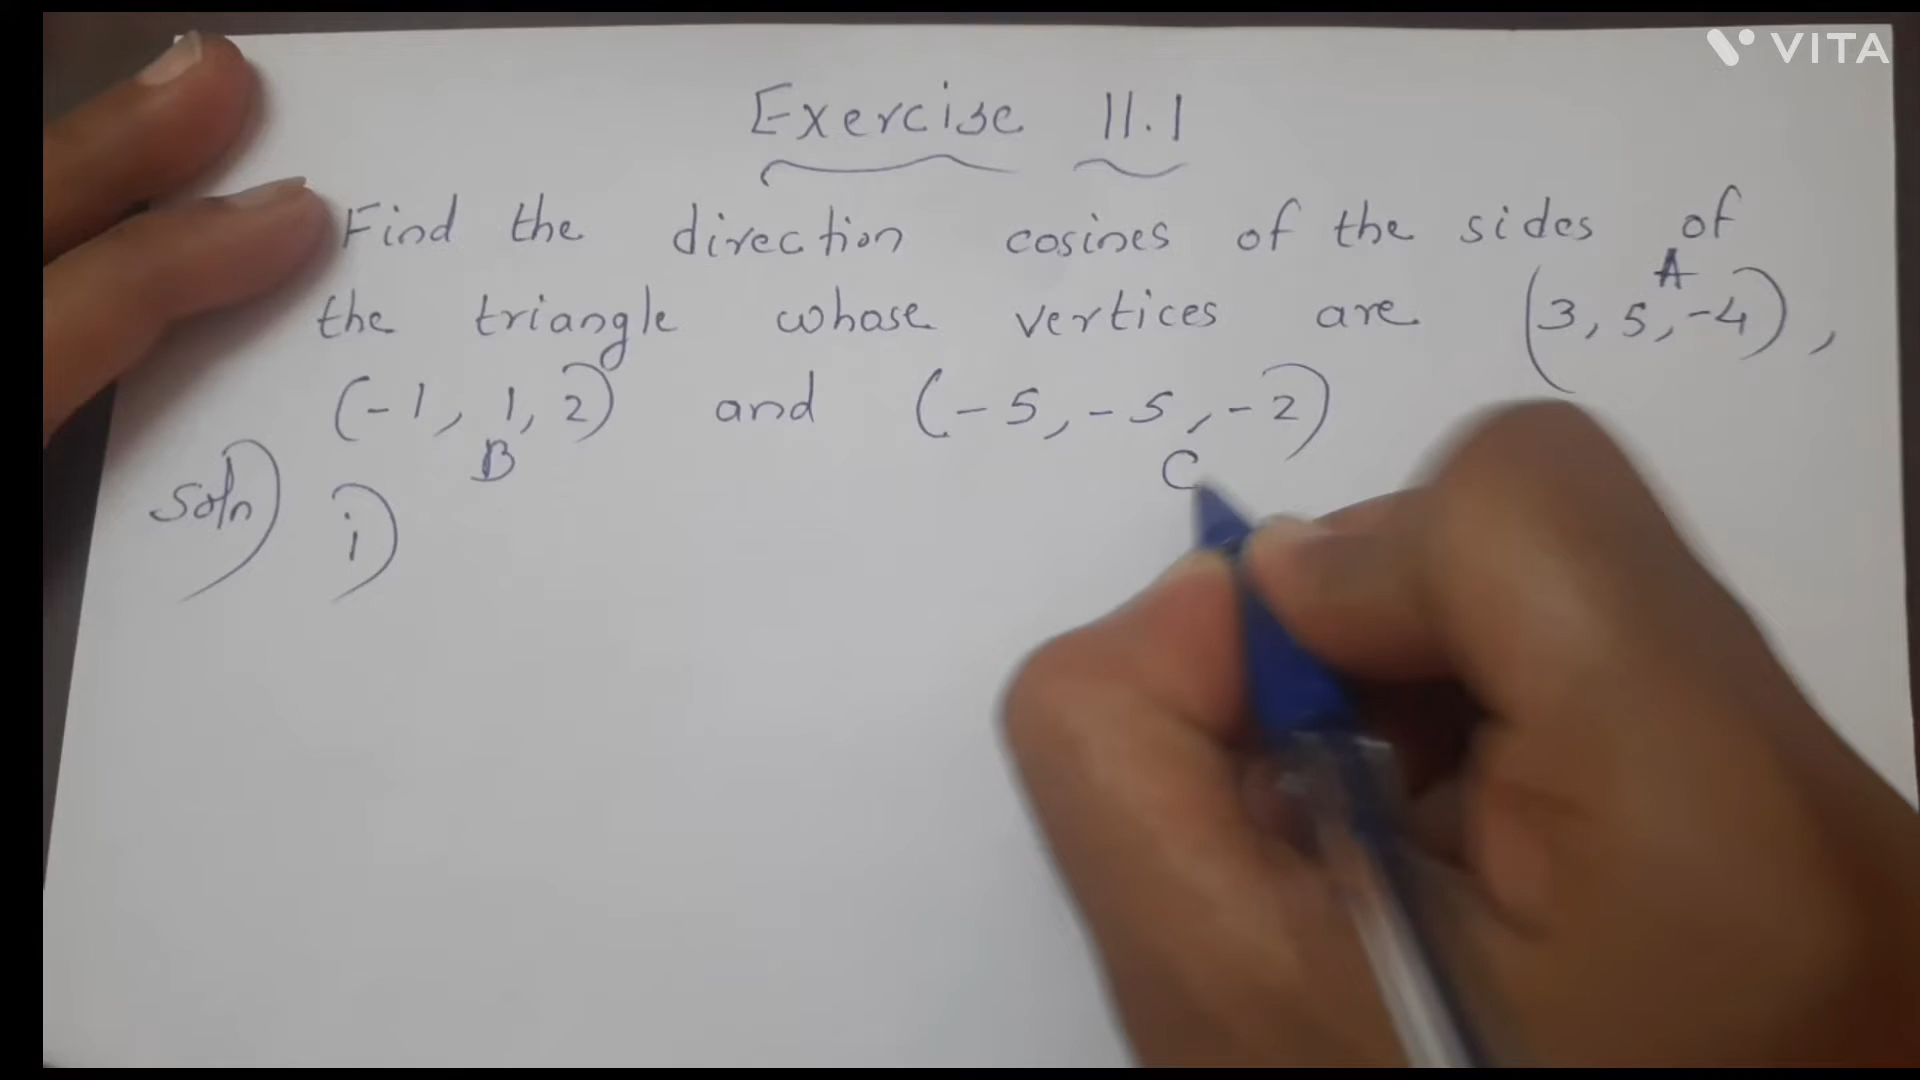 VITA
Exercise 11.1
Find the direction cosines of the sides of
A
the triangle whose vertices are (3, 5, -4),
(-1, 1, 2) and (-5, -5, -2)
B C
Soln) i)